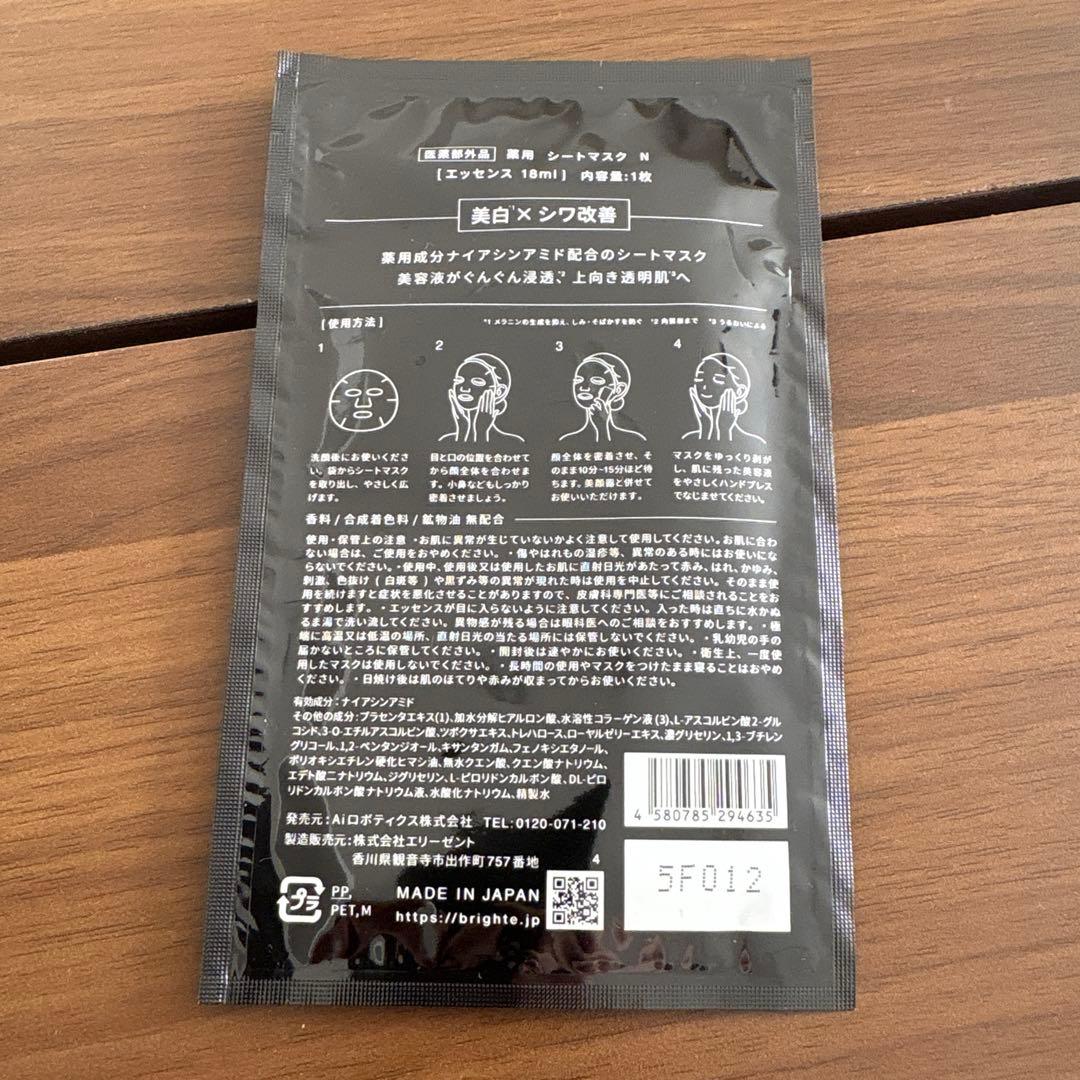 医薬部外品 薬用 シートマスク N
[エッセンス 18ml] 内容量:1枚
美白*1×シワ改善
薬用成分ナイアシンアミド配合のシートマスク
美容液がぐんぐん浸透*2、上向き透明肌*3へ
[使用方法] *1 メラニンの生成を抑え、しみ・そばかすを防ぐ *2 角質層まで *3 うるおいによる
1
2
3
4
洗顔後にお使いくださ
い。袋からシートマスク
を取り出し、やさしく広
げます。
目と口の位置を合わせて
から顔全体を合わせま
す。小鼻などもしっかり
密着させましょう。
顔全体を密着させ、そ
のまま10分~15分ほど待
ちます。美顔器と併せて
お使いいただけます。
マスクをゆっくり剥が
し、肌に残った美容液
をやさしくハンドプレス
でなじませてください。
香料/合成着色料/鉱物油 無配合
使用・保管上の注意 ・お肌に異常が生じていないかよく注意して使用してください。お肌に合わ
ない場合は、ご使用をおやめください。・傷やはれもの湿疹等、異常のある時にはお使いにな
らないでください。・使用中、使用後又は使用したお肌に直射日光があたって赤み、はれ、かゆみ、
刺激、色抜け(白斑等)や黒ずみ等の異常が現れた時は使用を中止してください。そのまま使
用を続けますと症状を悪化させることがありますので、皮膚科専門医等にご相談されることをお
すすめします。・エッセンスが目に入らないように注意してください。入った時は直ちに水かぬ
るま湯で洗い流してください。異物感が残る場合は眼科医へのご相談をおすすめします。・極
端に高温又は低温の場所、直射日光の当たる場所には保管しないでください。・乳幼児の手の
届かないところに保管してください。・開封後は速やかにお使いください。・衛生上、一度使
用したマスクは使用しないでください。・長時間の使用やマスクをつけたまま寝ることはおやめ
ください。・日焼け後は肌のほてりや赤みが収まってからお使いください。
有効成分:ナイアシンアミド
その他の成分:プラセンタエキス(1)、加水分解ヒアルロン酸、水溶性コラーゲン液(3)、L-アスコルビン酸2-グル
コシド、3-O-エチルアスコルビン酸、ツボクサエキス、トレハロース、ローヤルゼリーエキス、濃グリセリン、1,3-ブチレン
グリコール、1,2-ペンタンジオール、キサンタンガム、フェノキシエタノール、
ポリオキシエチレン硬化ヒマシ油、無水クエン酸、クエン酸ナトリウム、
エデト酸二ナトリウム、ジグリセリン、L-ピロリドンカルボン酸、DL-ピロ
リドンカルボン酸ナトリウム液、水酸化ナトリウム、精製水
発売元:Aiロボティクス株式会社 TEL:0120-071-210
製造販売元:株式会社エリーゼント
香川県観音寺市出作町757番地 4
プラ
PP,
PET,M
MADE IN JAPAN
https://brighte.jp
4 580785 294635
5F012